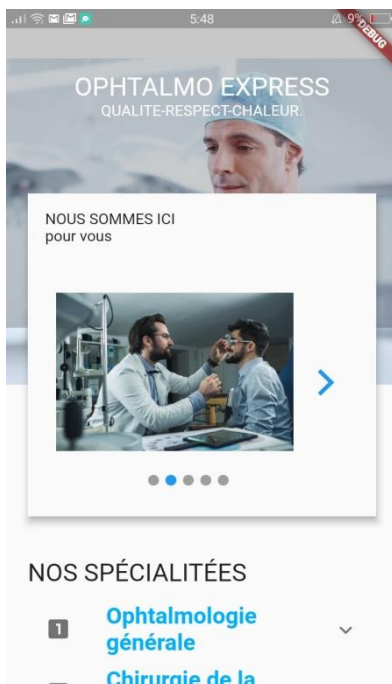 5:48
9%
DEBUG
OPHTALMO EXPRESS
QUALITE-RESPECT-CHALEUR.
NOUS SOMMES ICI
pour vous
NOS SPÉCIALITÉES
1
Ophtalmologie
générale
Chirurgie de la